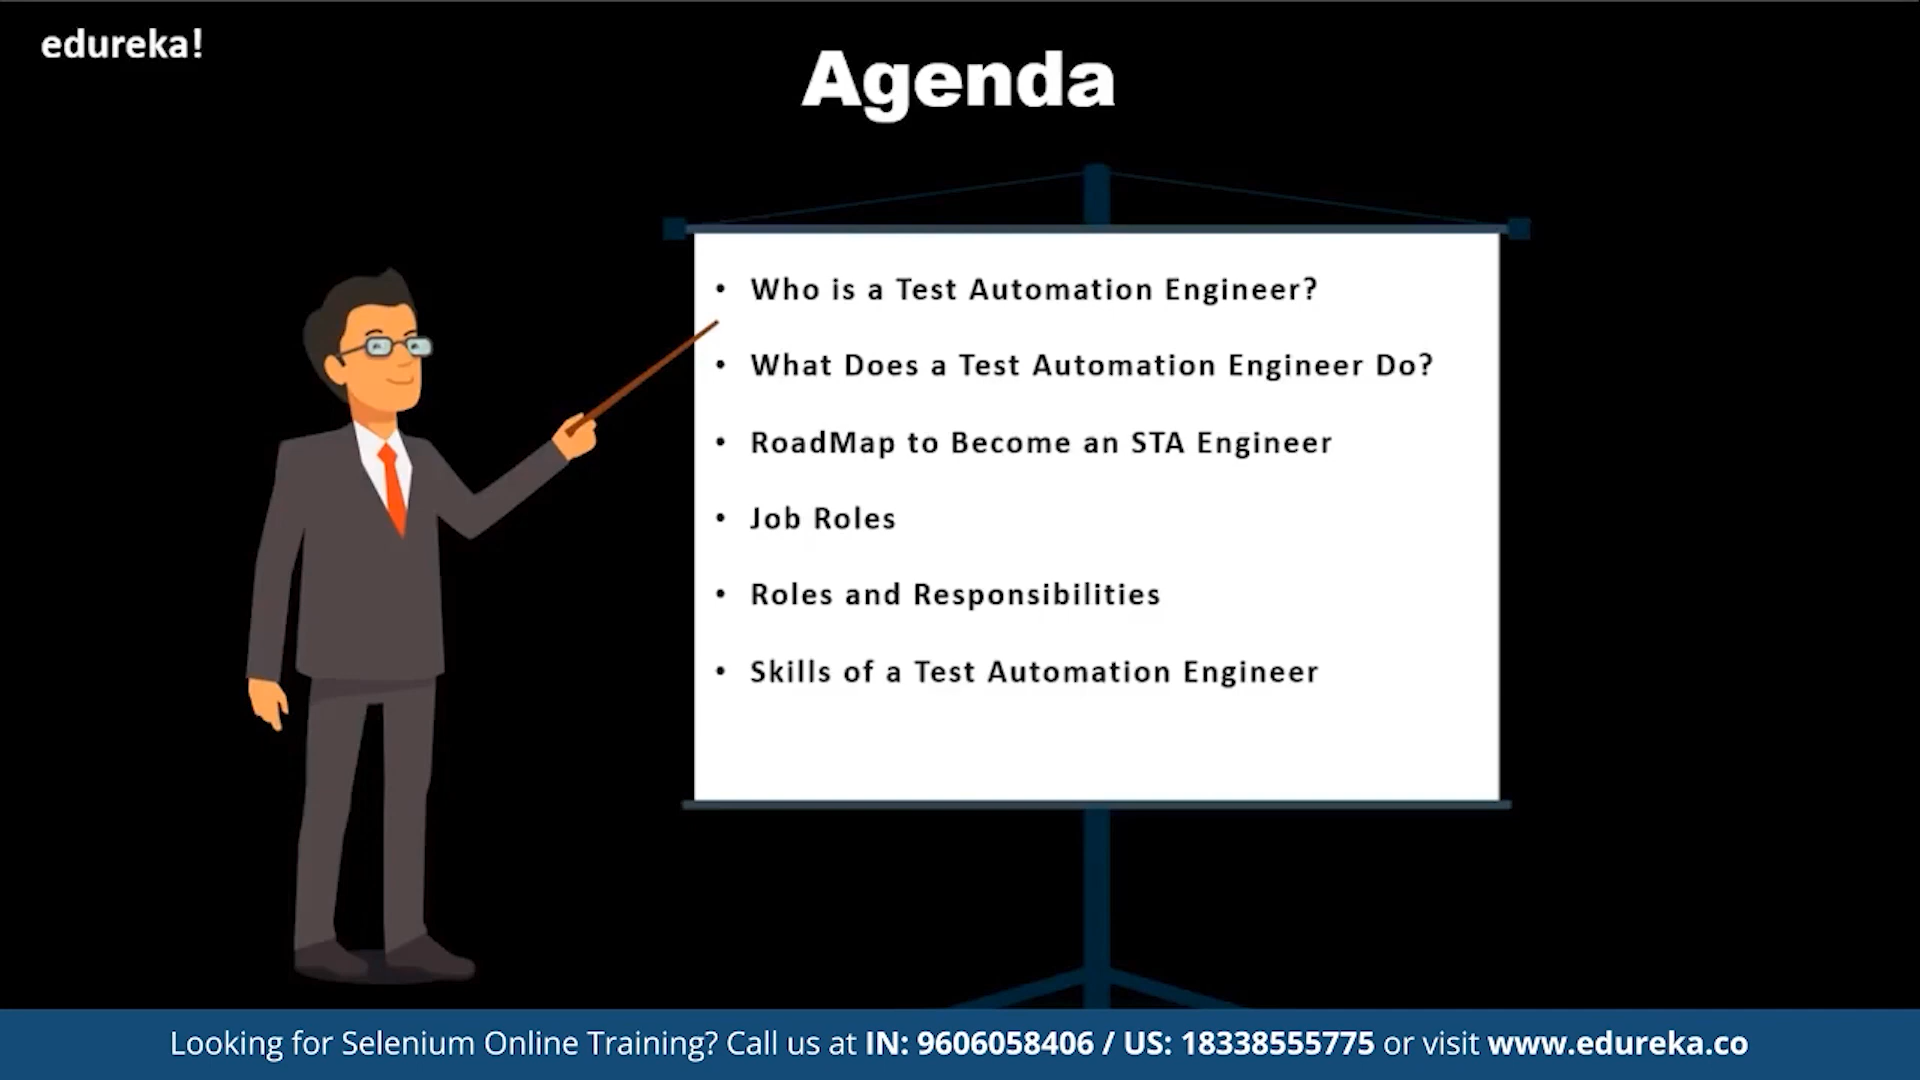 edureka!
Agenda
• Who is a Test Automation Engineer?
• What Does a Test Automation Engineer Do?
• RoadMap to Become an STA Engineer
• Job Roles
• Roles and Responsibilities
• Skills of a Test Automation Engineer
Looking for Selenium Online Training? Call us at IN: 9606058406 / US: 18338555775 or visit www.edureka.co